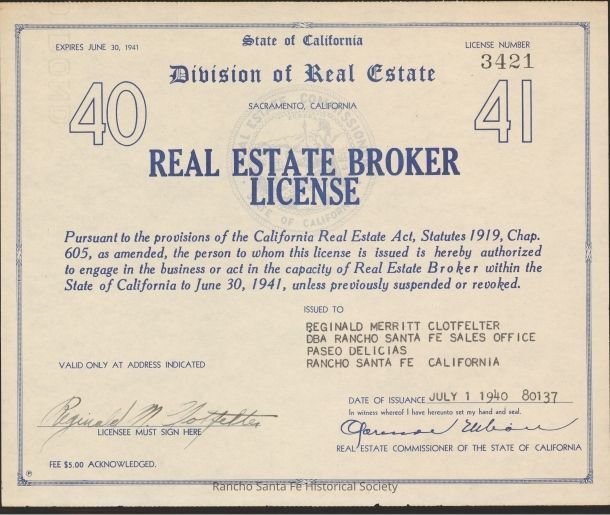 EXPIRES JUNE 30, 1941
State of California
LICENSE NUMBER
3421
Division of Real Estate
40
SACRAMENTO, CALIFORNIA
41
REAL ESTATE BROKER
LICENSE
Pursuant to the provisions of the California Real Estate Act, Statutes 1919, Chap.
605, as amended, the person to whom this license is issued is hereby authorized
to engage in the business or act in the capacity of Real Estate Broker within the
State of California to June 30, 1941, unless previously suspended or revoked.
ISSUED TO
REGINALD MERRITT CLOTFELTER
DBA RANCHO SANTA FE SALES OFFICE
PASEO DELICIAS
RANCHO SANTA FE CALIFORNIA
VALID ONLY AT ADDRESS INDICATED
DATE OF ISSUANCE JULY 1 1940 80137
In witness whereof I have hereunto set my hand and seal.
Reginald M. Clotfelter
LICENSEE MUST SIGN HERE
REAL ESTATE COMMISSIONER OF THE STATE OF CALIFORNIA
FEE $5.00 ACKNOWLEDGED.
Rancho Santa Fe Historical Society